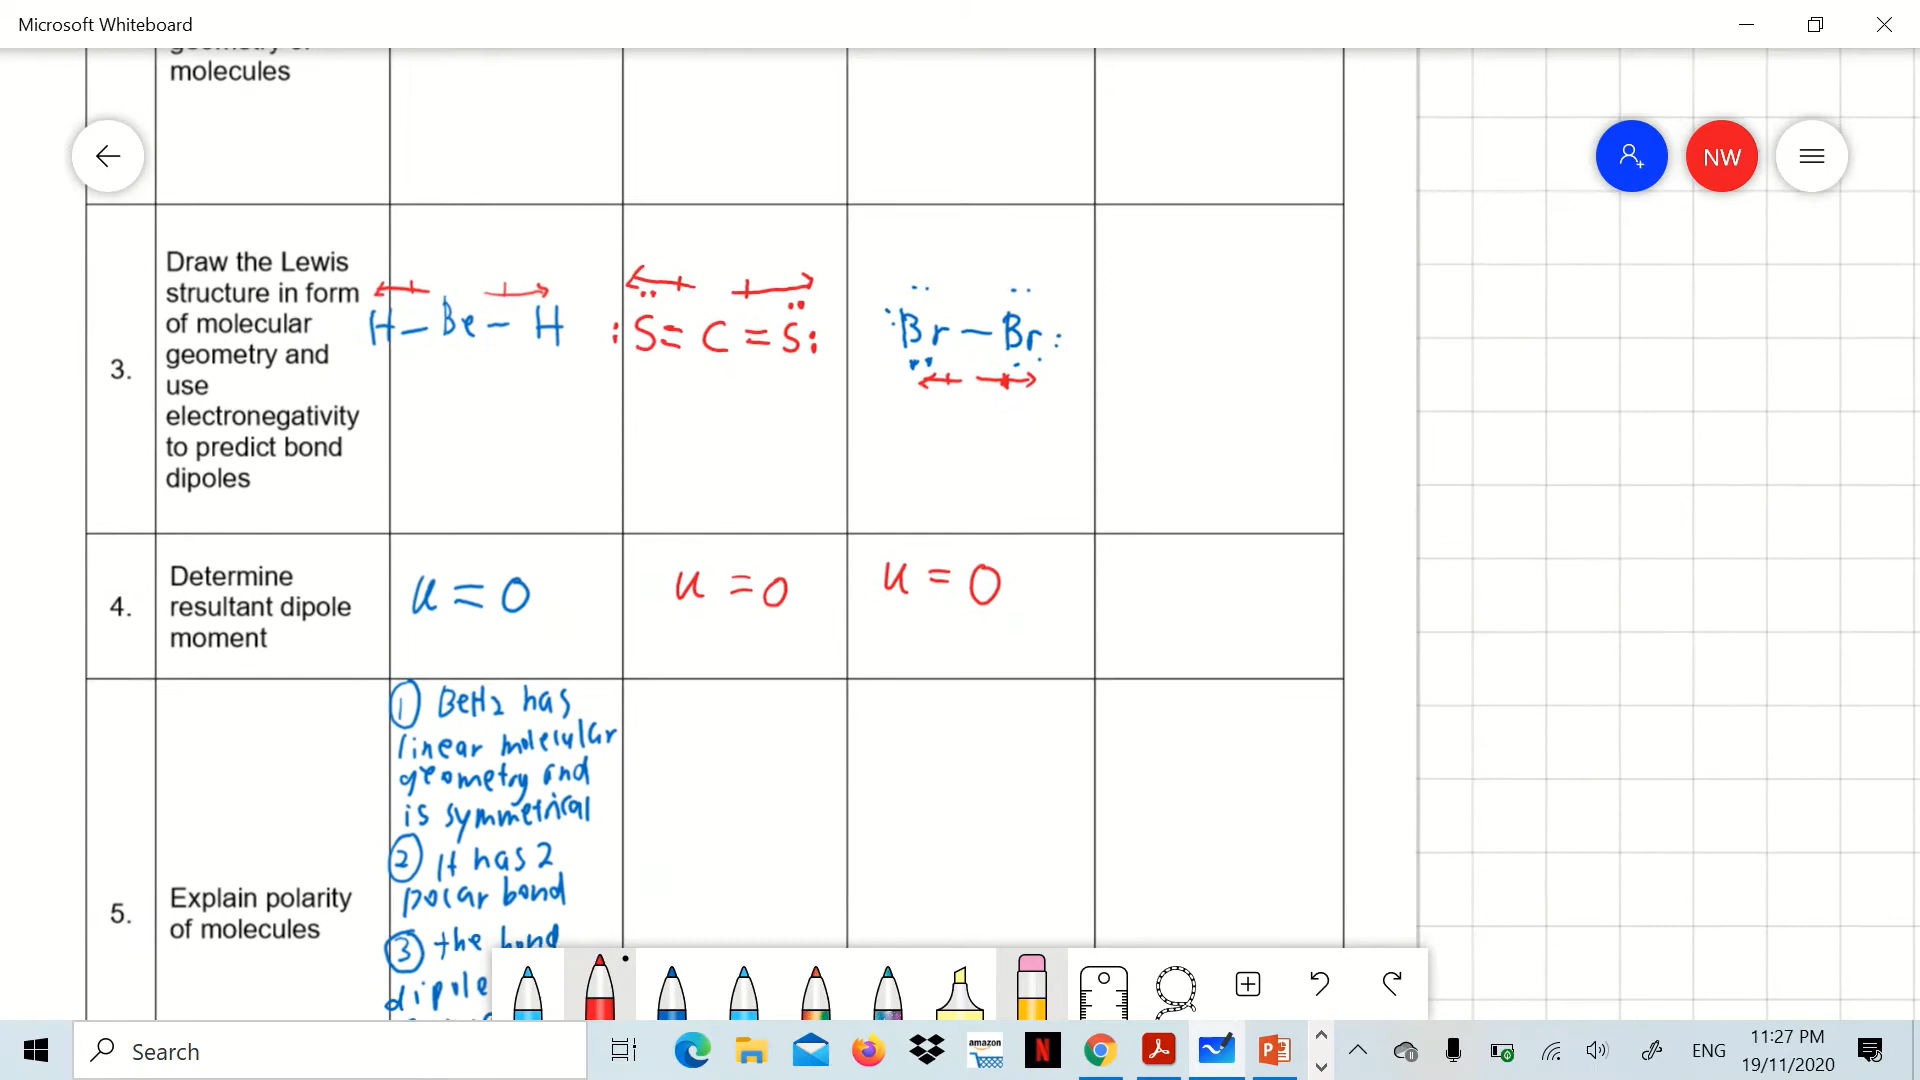 Microsoft Whiteboard
geometry of
molecules
NW
3.
Draw the Lewis
structure in form
of molecular
geometry and
use
electronegativity
to predict bond
dipoles
H – Be – H
:S = C = S:
:Br – Br:
4.
Determine
resultant dipole
moment
u = 0
u = 0
u = 0
5.
Explain polarity
of molecules
① BeH2 has
linear molecular
geometry and
is symmetrical
② It has 2
polar bond
③ the bond
dipole
Search
amazon
N
ENG
11:27 PM
19/11/2020